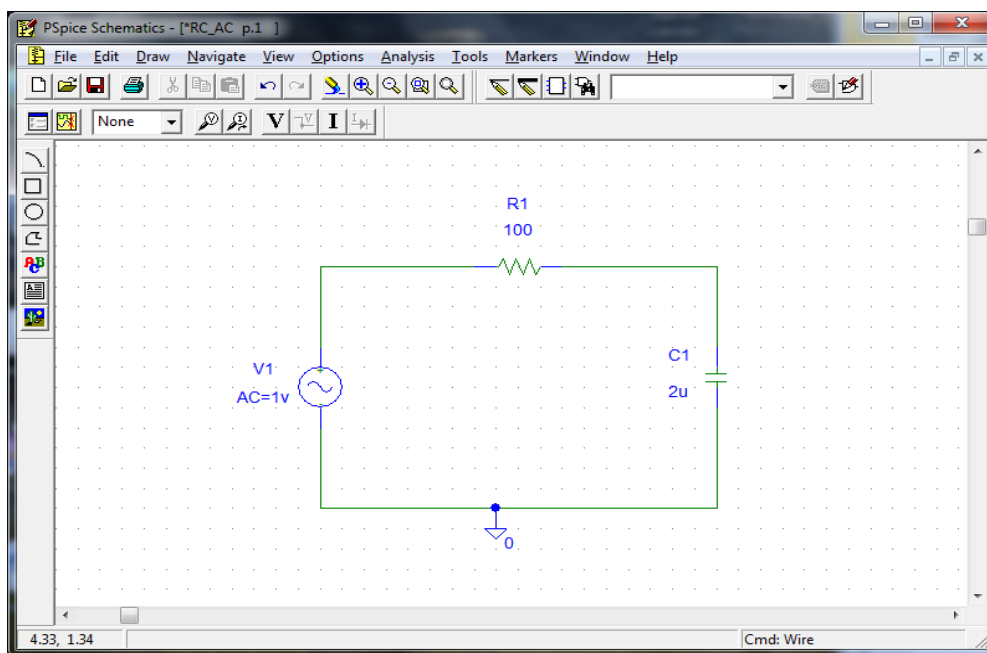 PSpice Schematics - [*RC_AC p.1 ]
File Edit Draw Navigate View Options Analysis Tools Markers Window Help
None V V I I
ABC
R1
100
V1
AC=1v
C1
2u
0
4.33, 1.34 Cmd: Wire